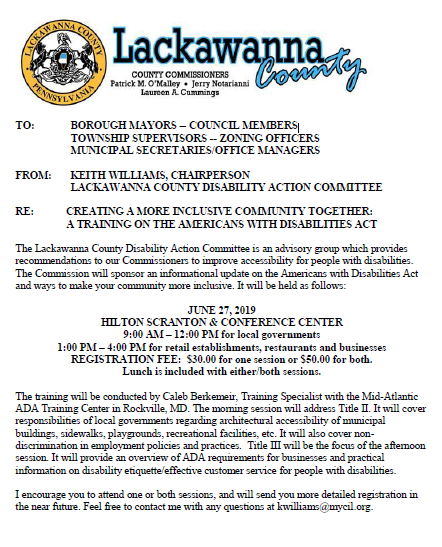 LACKAWANNA COUNTY
PENNSYLVANIA
Lackawanna
County
COUNTY COMMISSIONERS
Patrick M. O'Malley • Jerry Notarianni
Laureen A. Cummings
TO: BOROUGH MAYORS -- COUNCIL MEMBERS
TOWNSHIP SUPERVISORS -- ZONING OFFICERS
MUNICIPAL SECRETARIES/OFFICE MANAGERS
FROM: KEITH WILLIAMS, CHAIRPERSON
LACKAWANNA COUNTY DISABILITY ACTION COMMITTEE
RE: CREATING A MORE INCLUSIVE COMMUNITY TOGETHER:
A TRAINING ON THE AMERICANS WITH DISABILITIES ACT
The Lackawanna County Disability Action Committee is an advisory group which provides
recommendations to our Commissioners to improve accessibility for people with disabilities.
The Commission will sponsor an informational update on the Americans with Disabilities Act
and ways to make your community more inclusive. It will be held as follows:
JUNE 27, 2019
HILTON SCRANTON & CONFERENCE CENTER
9:00 AM – 12:00 PM for local governments
1:00 PM – 4:00 PM for retail establishments, restaurants and businesses
REGISTRATION FEE: $30.00 for one session or $50.00 for both.
Lunch is included with either/both sessions.
The training will be conducted by Caleb Berkemeir, Training Specialist with the Mid-Atlantic
ADA Training Center in Rockville, MD. The morning session will address Title II. It will cover
responsibilities of local governments regarding architectural accessibility of municipal
buildings, sidewalks, playgrounds, recreational facilities, etc. It will also cover non-
discrimination in employment policies and practices. Title III will be the focus of the afternoon
session. It will provide an overview of ADA requirements for businesses and practical
information on disability etiquette/effective customer service for people with disabilities.
I encourage you to attend one or both sessions, and will send you more detailed registration in
the near future. Feel free to contact me with any questions at kwilliams@mycil.org.